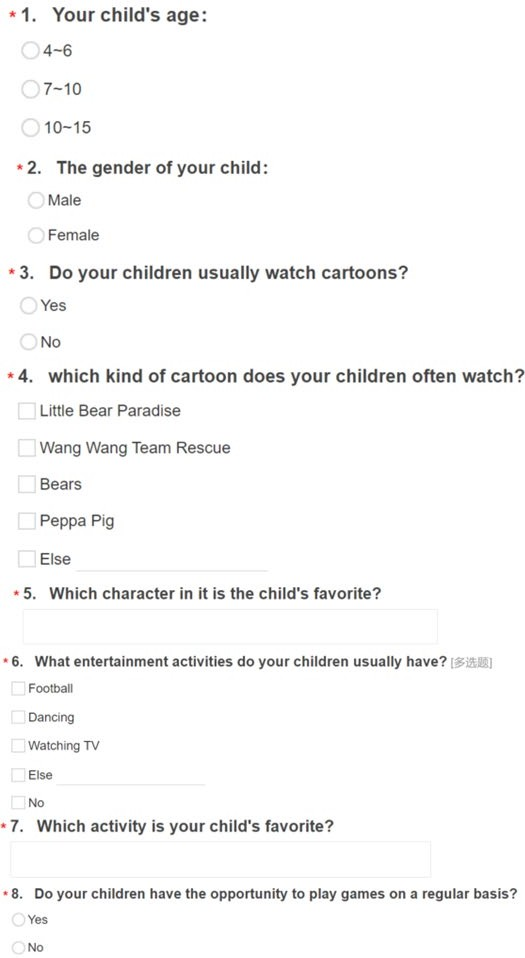 * 1. Your child's age:
4~6
7~10
10~15
* 2. The gender of your child:
Male
Female
* 3. Do your children usually watch cartoons?
Yes
No
* 4. which kind of cartoon does your children often watch?
Little Bear Paradise
Wang Wang Team Rescue
Bears
Peppa Pig
Else
* 5. Which character in it is the child's favorite?
* 6. What entertainment activities do your children usually have? [多选题]
Football
Dancing
Watching TV
Else
No
* 7. Which activity is your child's favorite?
* 8. Do your children have the opportunity to play games on a regular basis?
Yes
No